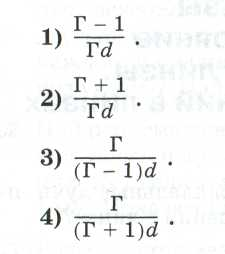 1) Γ − 1 / Γd .
2) Γ + 1 / Γd .
3) Γ / (Γ − 1)d .
4) Γ / (Γ + 1)d .